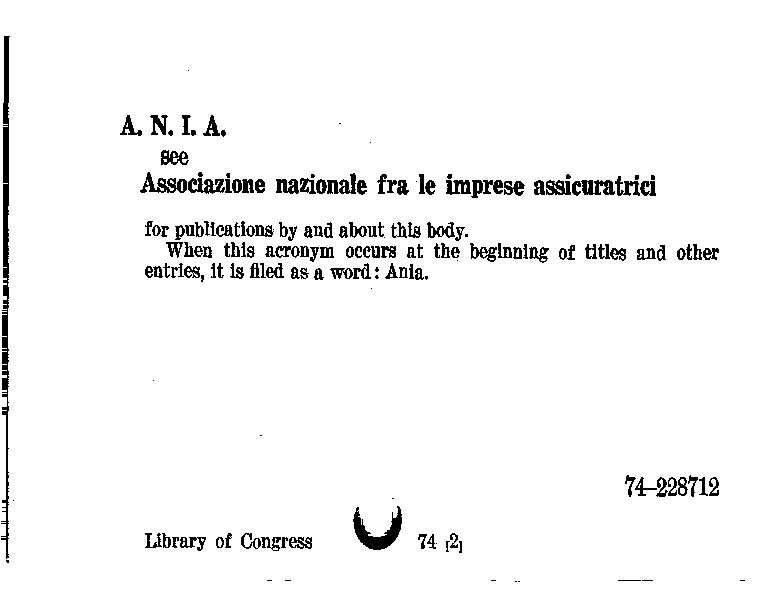 A. N. I. A.
see
Associazione nazionale fra le imprese assicuratrici
for publications by and about this body.
When this acronym occurs at the beginning of titles and other
entries, it is filed as a word : Ania.
74–228712
Library of Congress 74 [2]